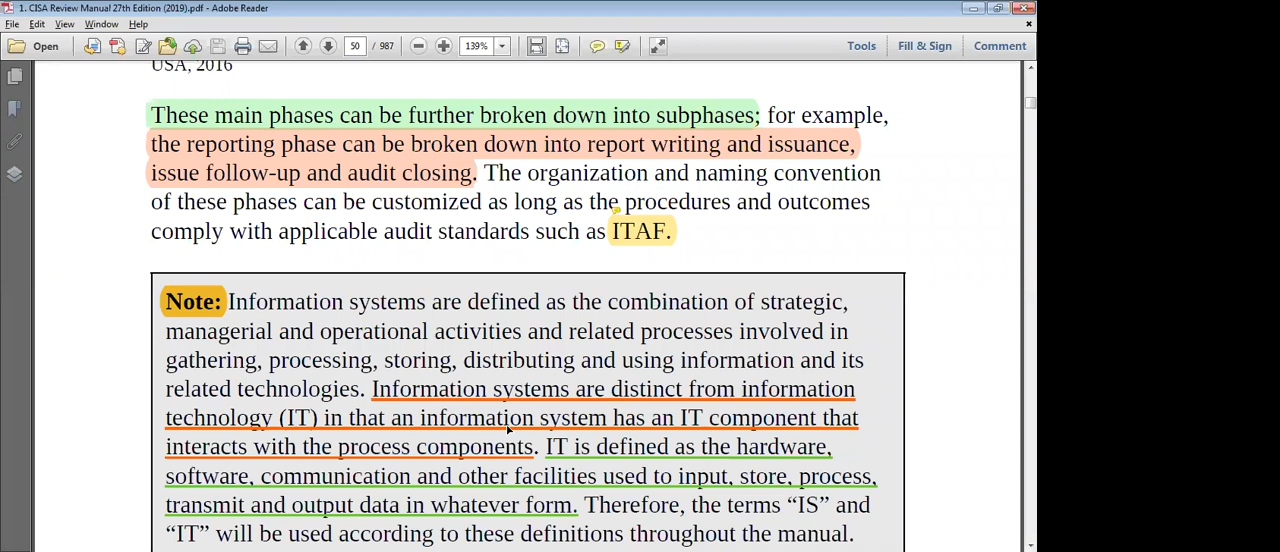 1. CISA Review Manual 27th Edition (2019).pdf - Adobe Reader
File Edit View Window Help
Open 50 / 987 139% Tools Fill & Sign Comment
USA, 2016
These main phases can be further broken down into subphases; for example,
the reporting phase can be broken down into report writing and issuance,
issue follow-up and audit closing. The organization and naming convention
of these phases can be customized as long as the procedures and outcomes
comply with applicable audit standards such as ITAF.
Note: Information systems are defined as the combination of strategic,
managerial and operational activities and related processes involved in
gathering, processing, storing, distributing and using information and its
related technologies. Information systems are distinct from information
technology (IT) in that an information system has an IT component that
interacts with the process components. IT is defined as the hardware,
software, communication and other facilities used to input, store, process,
transmit and output data in whatever form. Therefore, the terms “IS” and
“IT” will be used according to these definitions throughout the manual.